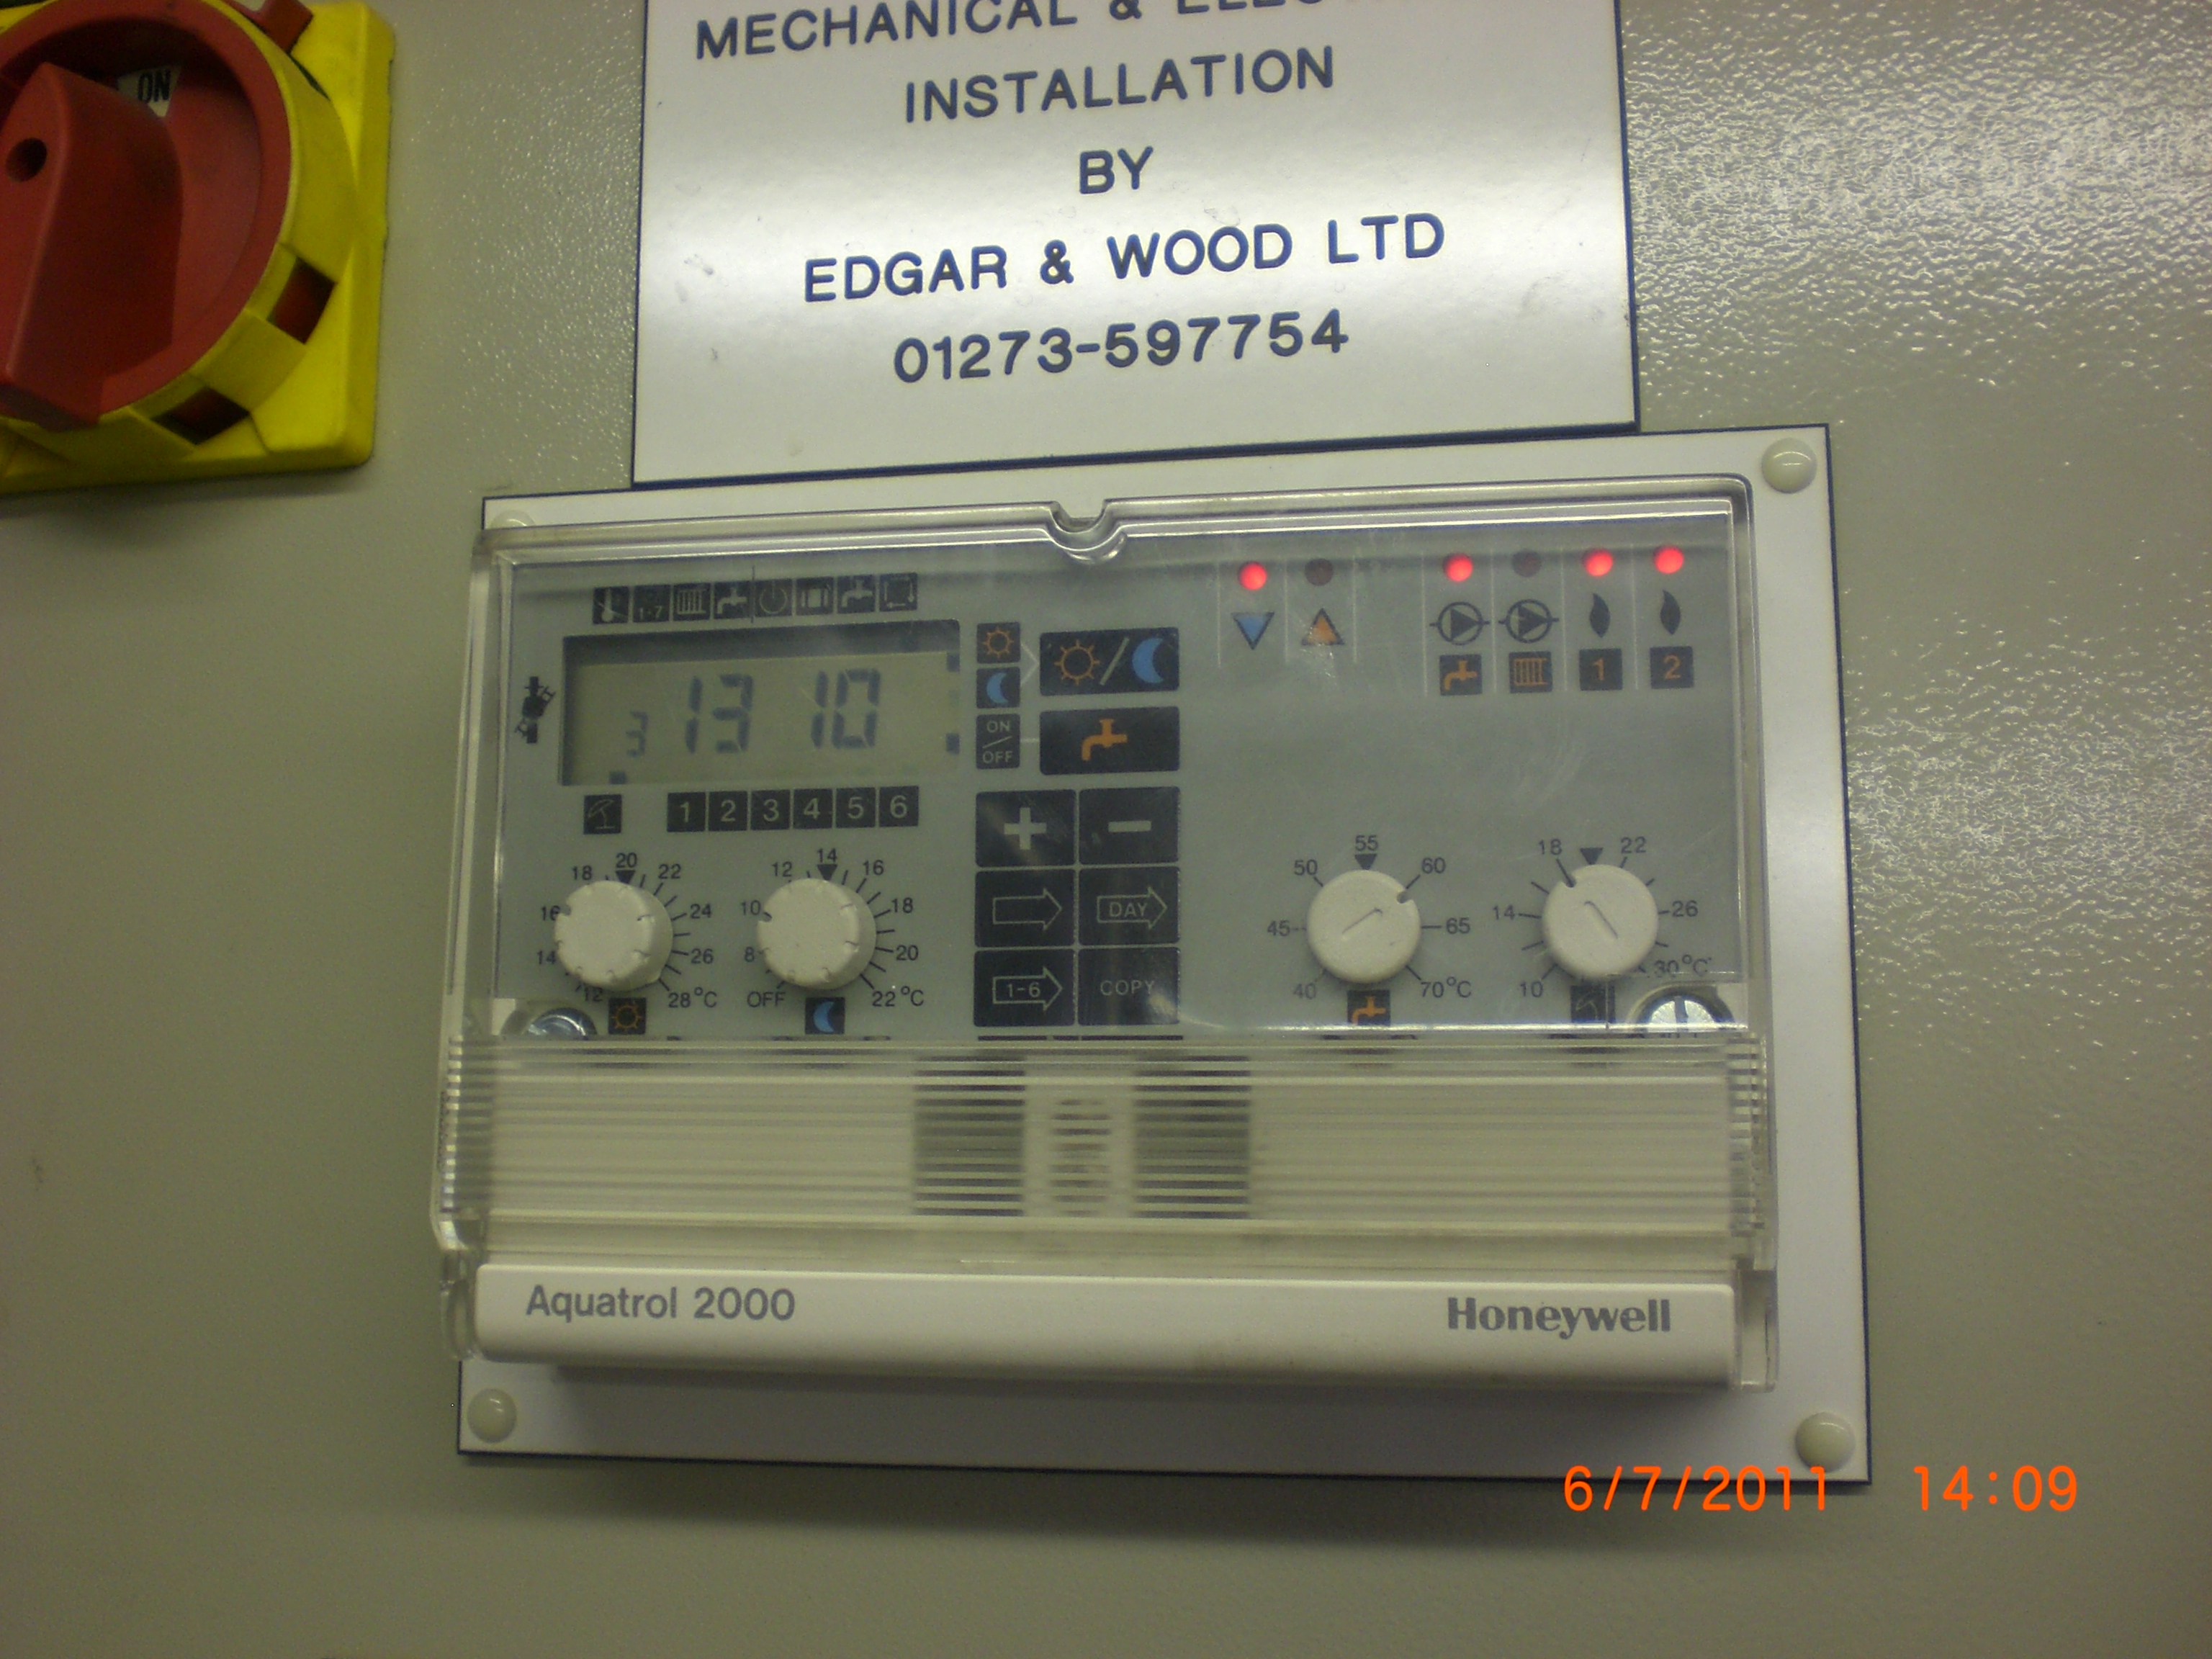 ON
MECHANICAL & ELEC
INSTALLATION
BY
EDGAR & WOOD LTD
01273-597754
1-7
3 13 10
ON
OFF
1 2
1 2 3 4 5 6
+ −
DAY
1-6 COPY
12 14 16 18 20 22 24 26 28°C
OFF 8 10 12 14 16 18 20 22°C
40 45 50 55 60 65 70°C
10 14 18 22 26 30°C
Aquatrol 2000 Honeywell
6/7/2011 14:09